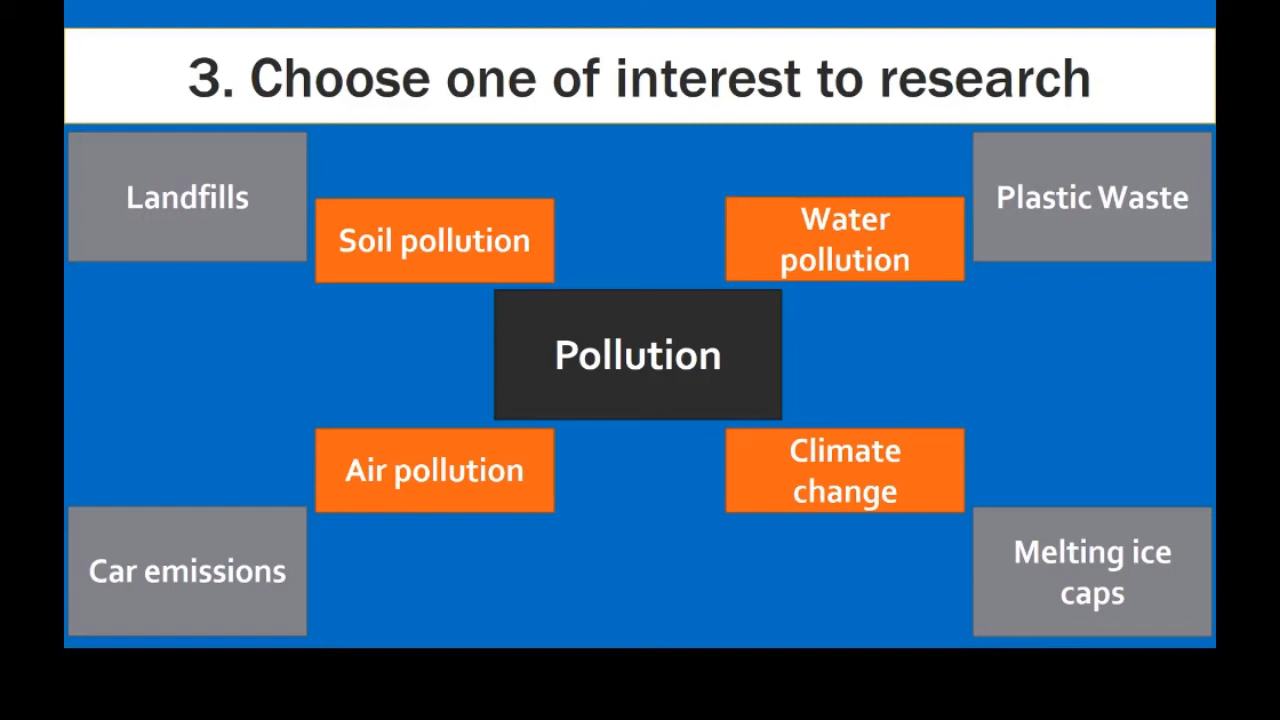 3. Choose one of interest to research
Landfills
Plastic Waste
Soil pollution
Water
pollution
Pollution
Air pollution
Climate
change
Car emissions
Melting ice
caps